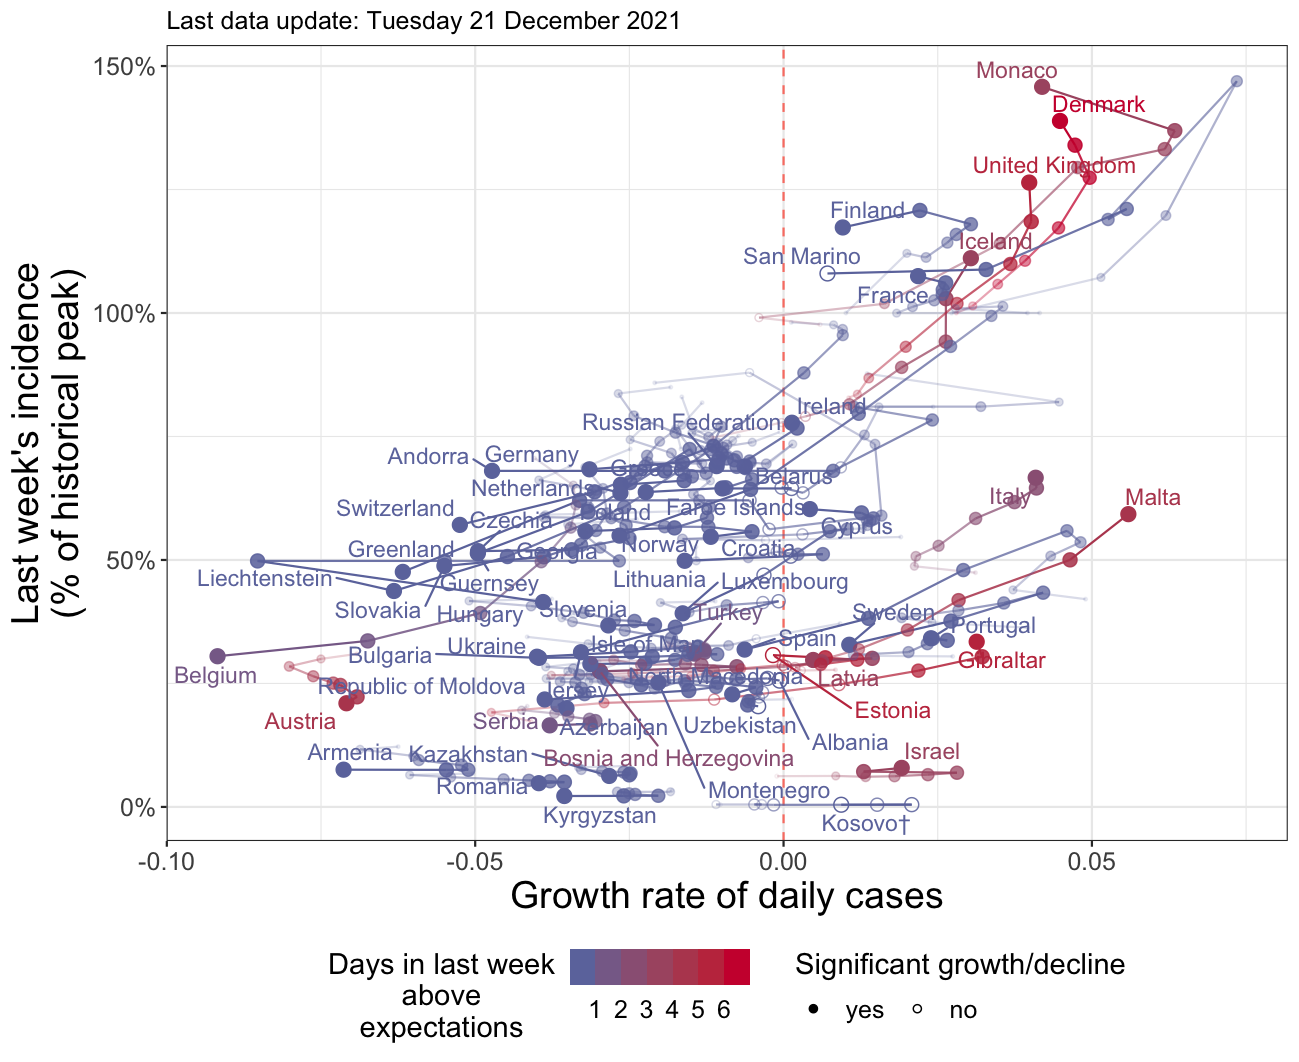 Last data update: Tuesday 21 December 2021
150%
100%
50%
0%
Last week's incidence
(% of historical peak)
Monaco
Denmark
United Kingdom
Finland
Iceland
San Marino
France
Ireland
Russian Federation
Andorra
Germany
Belarus
Netherlands
Italy
Malta
Switzerland
Czechia
Poland
Faroe Islands
Cyprus
Greenland
Georgia
Norway
Croatia
Liechtenstein
Guernsey
Lithuania
Luxembourg
Slovakia
Hungary
Slovenia
Turkey
Sweden
Portugal
Bulgaria
Ukraine
Isle of Man
Spain
Gibraltar
Belgium
Republic of Moldova
North Macedonia
Latvia
Jersey
Estonia
Austria
Serbia
Azerbaijan
Uzbekistan
Albania
Armenia
Kazakhstan
Bosnia and Herzegovina
Israel
Romania
Montenegro
Kyrgyzstan
Kosovo†
-0.10
-0.05
0.00
0.05
Growth rate of daily cases
Days in last week
above
expectations
1 2 3 4 5 6
Significant growth/decline
yes
no